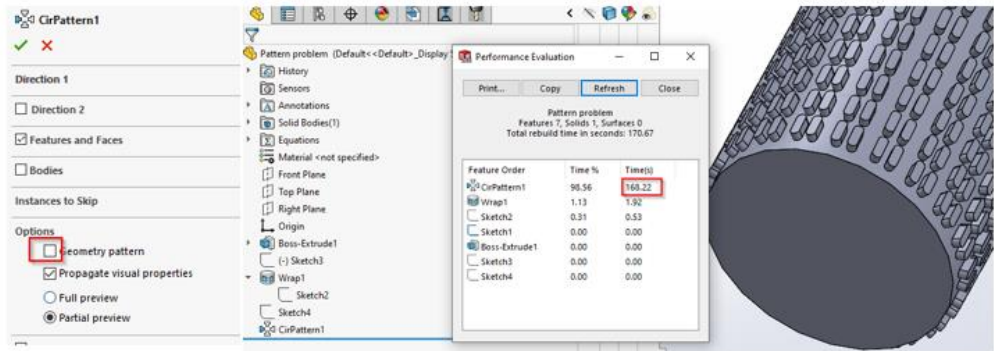 CirPattern1
Direction 1
Direction 2
Features and Faces
Bodies
Instances to Skip
Options
Geometry pattern
Propagate visual properties
Full preview
Partial preview
Pattern problem (Default<<Default>_Display
History
Sensors
Annotations
Solid Bodies(1)
Equations
Material <not specified>
Front Plane
Top Plane
Right Plane
Origin
Boss-Extrude1
(-) Sketch3
Wrap1
Sketch2
Sketch4
CirPattern1
Performance Evaluation
Print... Copy Refresh Close
Pattern problem
Features 7, Solids 1, Surfaces 0
Total rebuild time in seconds: 170.67
Feature Order Time % Time(s)
CirPattern1 98.56 168.22
Wrap1 1.13 1.92
Sketch2 0.31 0.53
Sketch1 0.00 0.00
Boss-Extrude1 0.00 0.00
Sketch3 0.00 0.00
Sketch4 0.00 0.00